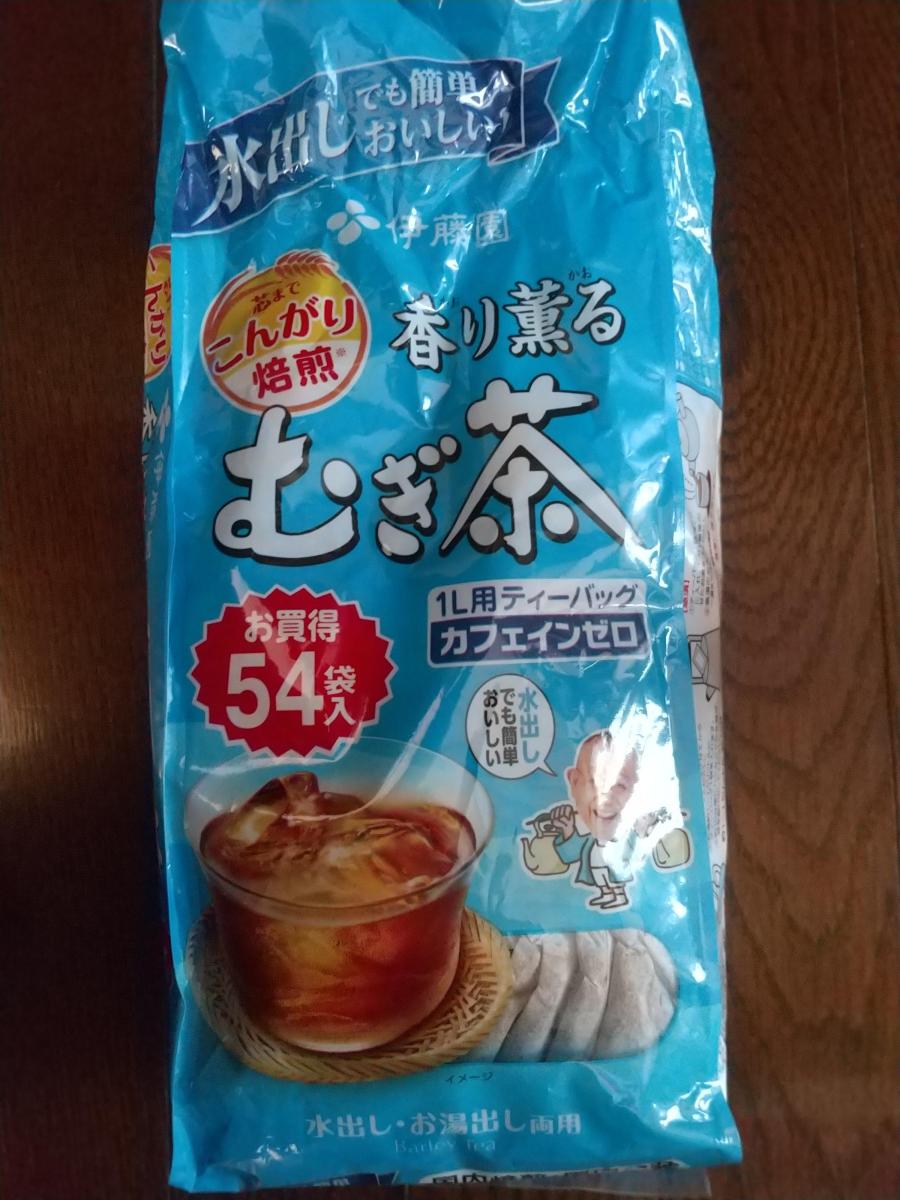 水出し
でも簡単
おいしい!
伊藤園
芯まで
こんがり
焙煎※
香り薫る
かお
むぎ茶
1L用ティーバッグ
カフェインゼロ
お買得
54袋入
水出し
でも簡単
おいしい
イメージ
水出し・お湯出し両用
Barley Tea